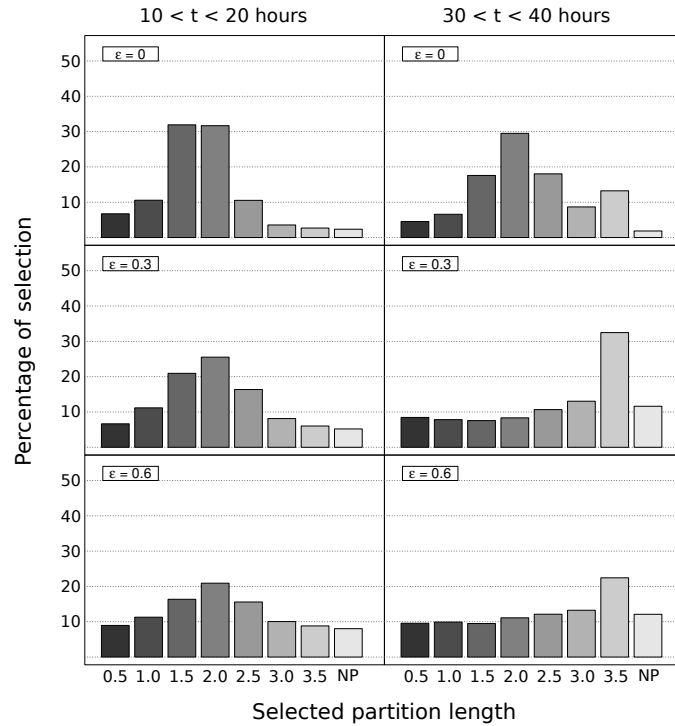 10 < t < 20 hours 30 < t < 40 hours
ε = 0 ε = 0
50
40
30
20
10
ε = 0.3 ε = 0.3
50
40
30
20
10
ε = 0.6 ε = 0.6
50
40
30
20
10
Percentage of selection
0.5 1.0 1.5 2.0 2.5 3.0 3.5 NP 0.5 1.0 1.5 2.0 2.5 3.0 3.5 NP
Selected partition length